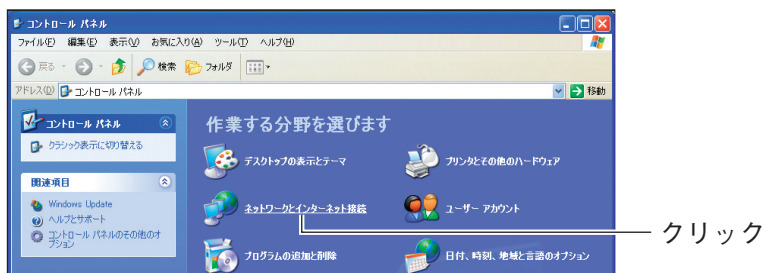 コントロール パネル
ファイル(F) 編集(E) 表示(V) お気に入り(A) ツール(T) ヘルプ(H)
戻る 検索 フォルダ
アドレス(D) コントロール パネル 移動
コントロール パネル
クラシック表示に切り替える
関連項目
Windows Update
ヘルプとサポート
コントロール パネルのその他のオ
プション
作業する分野を選びます
デスクトップの表示とテーマ
プリンタとその他のハードウェア
ネットワークとインターネット接続
ユーザー アカウント
プログラムの追加と削除
日付、時刻、地域と言語のオプション
クリック